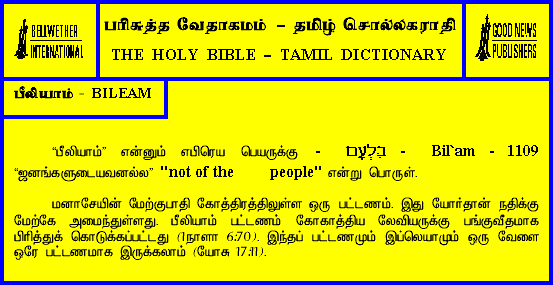 BELLWETHER
INTERNATIONAL
பரிசுத்த வேதாகமம் – தமிழ் சொல்லகராதி
THE HOLY BIBLE – TAMIL DICTIONARY
GOOD NEWS
PUBLISHERS
பீலியாம் - BILEAM
“பீலியாம்” என்னும் எபிரெய பெயருக்கு - בִּלְעָם - Bil`am - 1109
“ஜனங்களுடையவனல்ல” "not of the people" என்று பொருள்.
மனாசேயின் மேற்குபாதி கோத்திரத்திலுள்ள ஒரு பட்டணம். இது யோர்தான் நதிக்கு
மேற்கே அமைந்துள்ளது. பீலியாம் பட்டணம் கோகாத்திய லேவியருக்கு பங்குவீதமாக
பிரித்துக் கொடுக்கப்பட்டது (1நாளா 6:70). இந்தப் பட்டணமும் இப்லெயாமும் ஒரு வேளை
ஒரே பட்டணமாக இருக்கலாம் (யோசு 17:11).